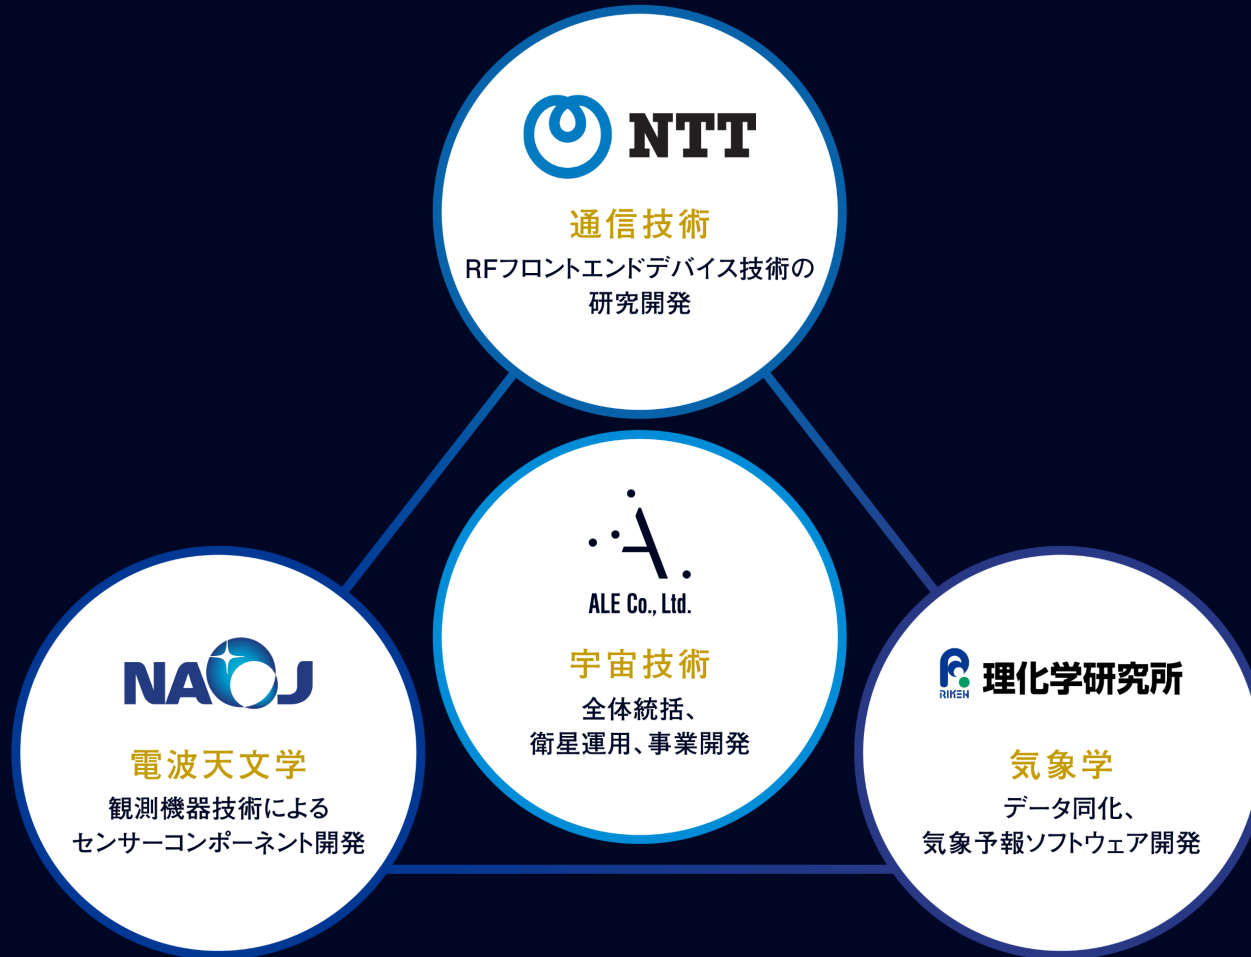 NTT
通信技術
RFフロントエンドデバイス技術の
研究開発
ALE Co., Ltd.
宇宙技術
全体統括、
衛星運用、事業開発
NAOJ
電波天文学
観測機器技術による
センサーコンポーネント開発
RIKEN 理化学研究所
気象学
データ同化、
気象予報ソフトウェア開発